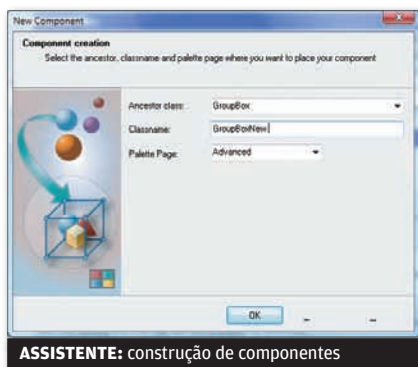 New Component
Component creation
Select the ancestor, classname and palette page where you want to place your component
Ancestor class: GroupBox
Classname: GroupBoxNew
Palette Page: Advanced
OK
ASSISTENTE: construção de componentes